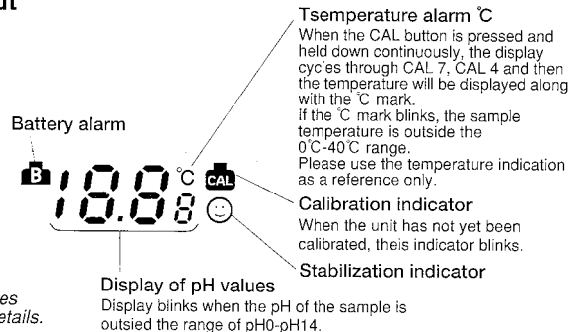 ut
Tsemperature alarm ℃
When the CAL button is pressed and
held down continuously, the display
cycles through CAL 7, CAL 4 and then
the temperature will be displayed along
with the ℃ mark.
If the ℃ mark blinks, the sample
temperature is outside the
0℃-40℃ range.
Please use the temperature indication
as a reference only.
Battery alarm
B 18.88 ℃ CAL
Calibration indicator
When the unit has not yet been
calibrated, theis indicator blinks.
Stabilization indicator
Display of pH values
Display blinks when the pH of the sample is
outsied the range of pH0-pH14.
es
etails.